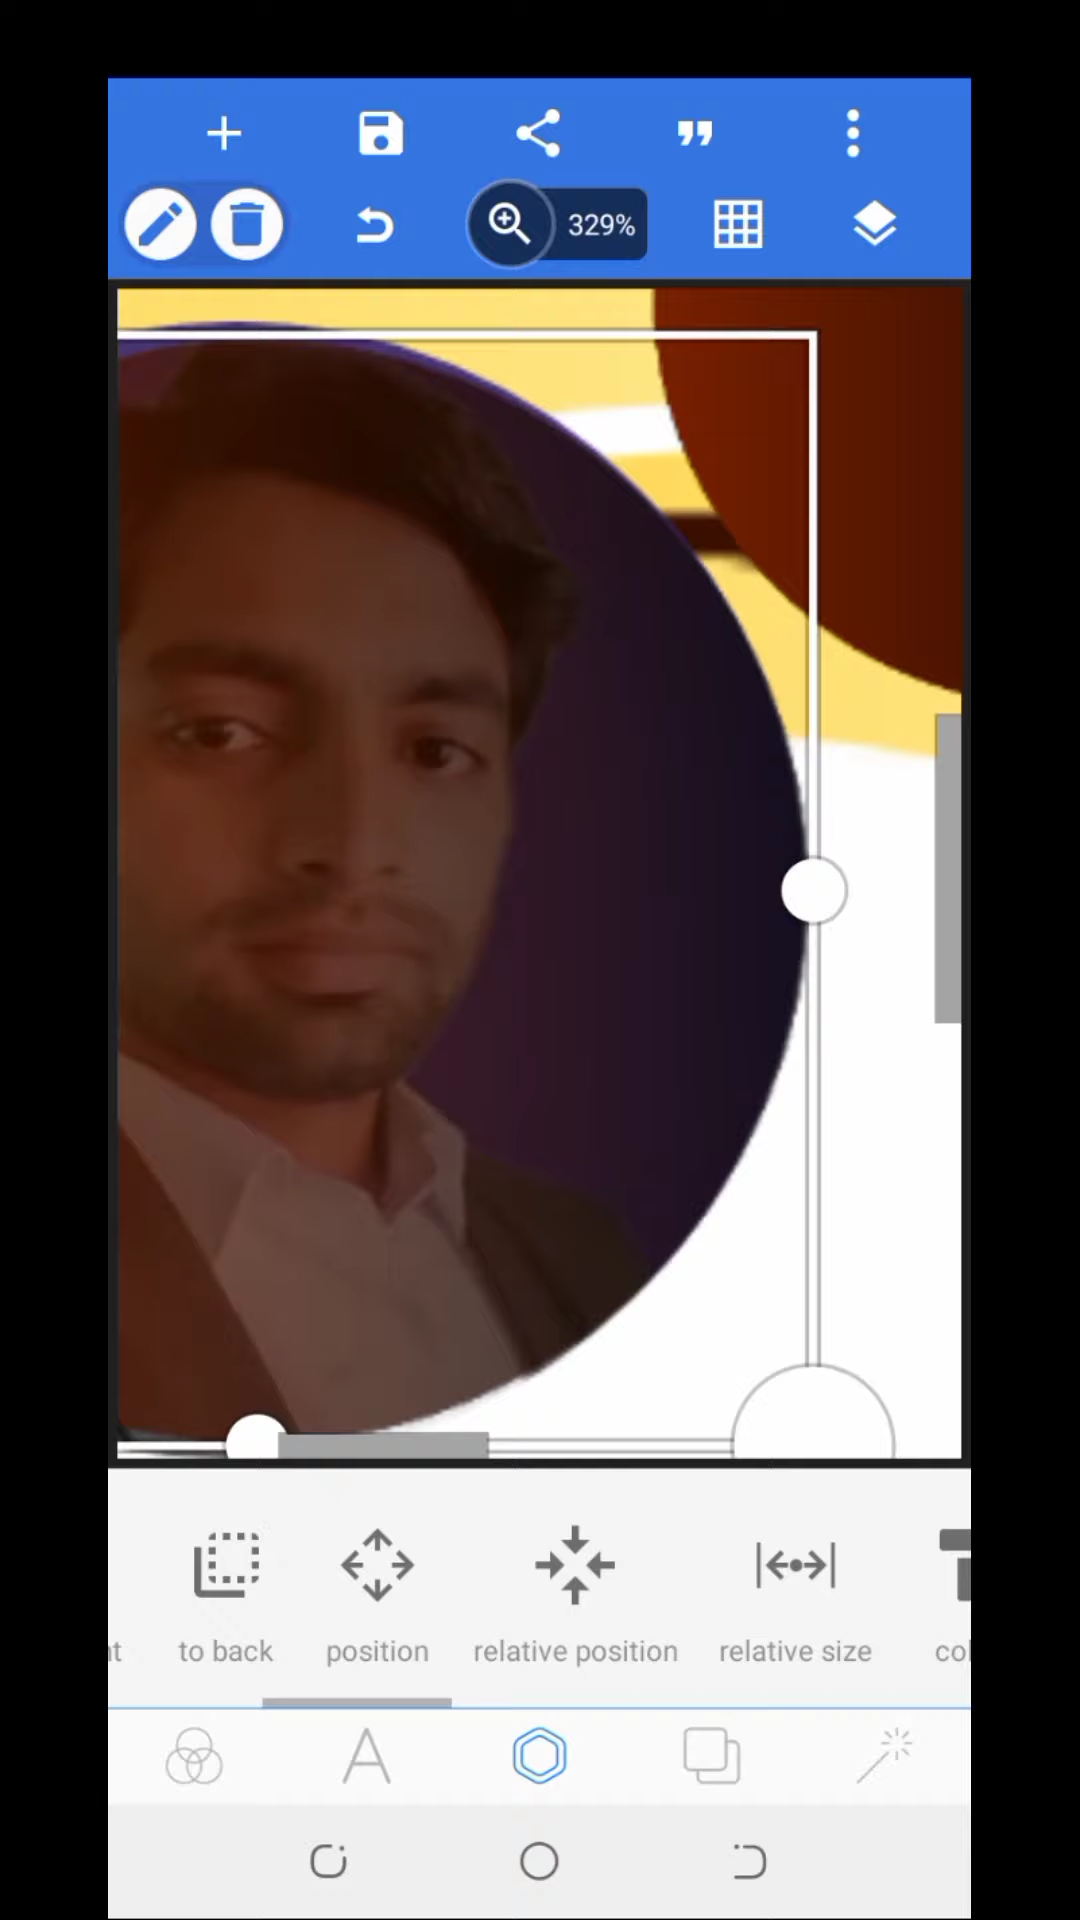 329%
to back
position
relative position
relative size